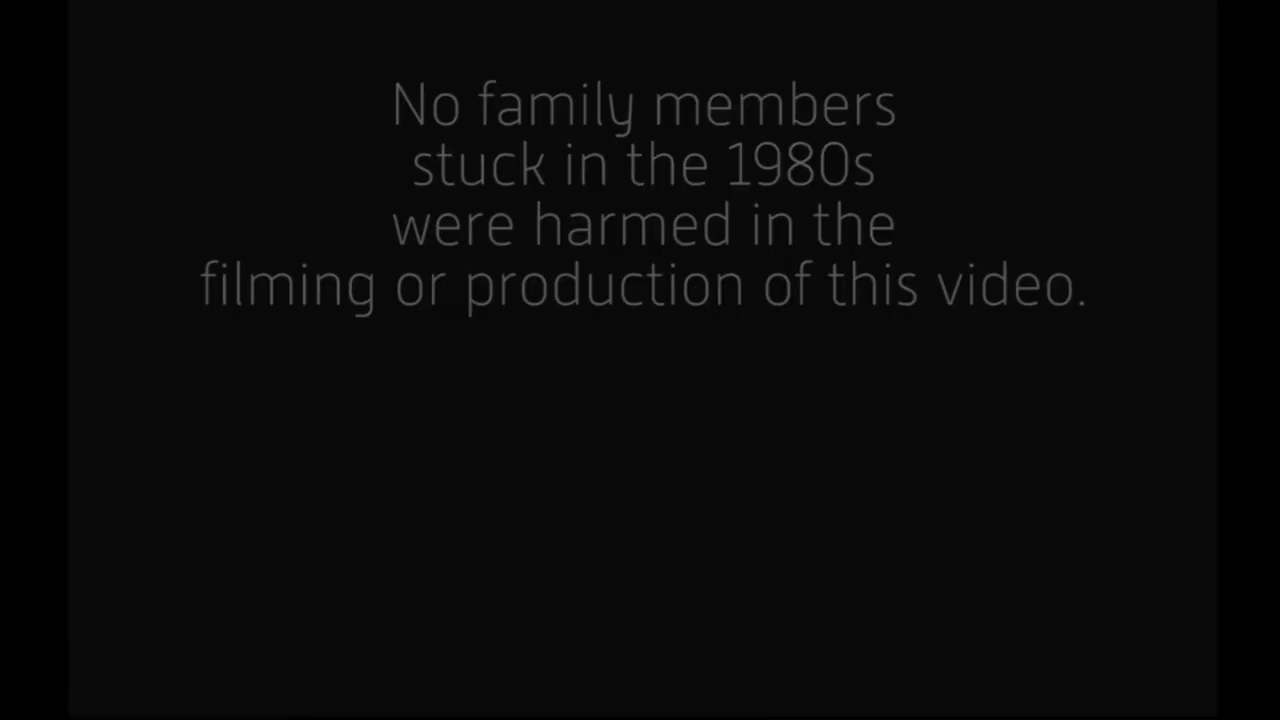 No family members
stuck in the 1980s
were harmed in the
filming or production of this video.